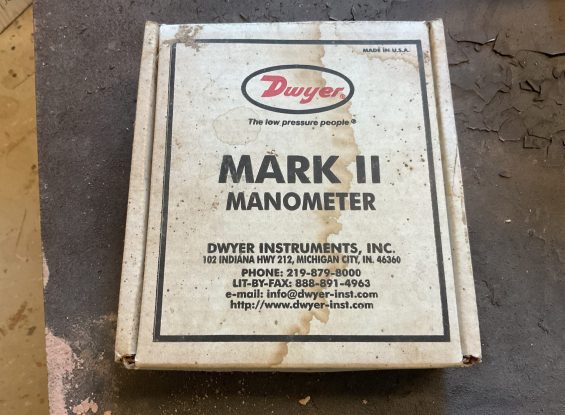 MADE IN U.S.A.
Dwyer®
The low pressure people®
MARK II
MANOMETER
DWYER INSTRUMENTS, INC.
102 INDIANA HWY 212, MICHIGAN CITY, IN. 46360
PHONE: 219-879-8000
LIT-BY-FAX: 888-891-4963
e-mail: info@dwyer-inst.com
http://www.dwyer-inst.com